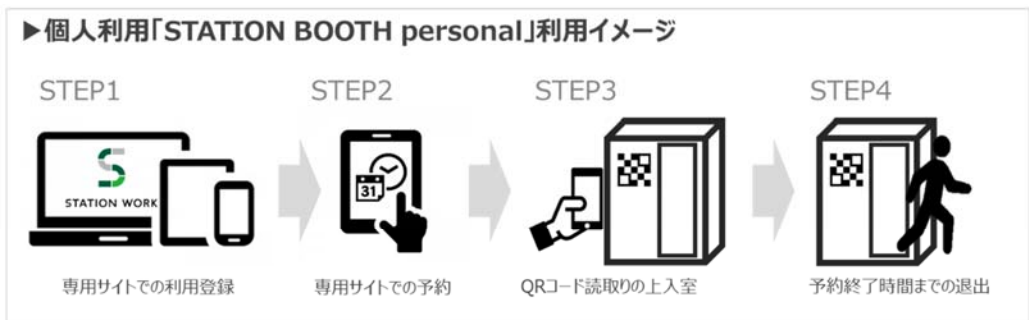 ▶個人利用「STATION BOOTH personal」利用イメージ
STEP1
STEP2
STEP3
STEP4
STATION WORK
31
専用サイトでの利用登録
専用サイトでの予約
QRコード読取りの上入室
予約終了時間までの退出